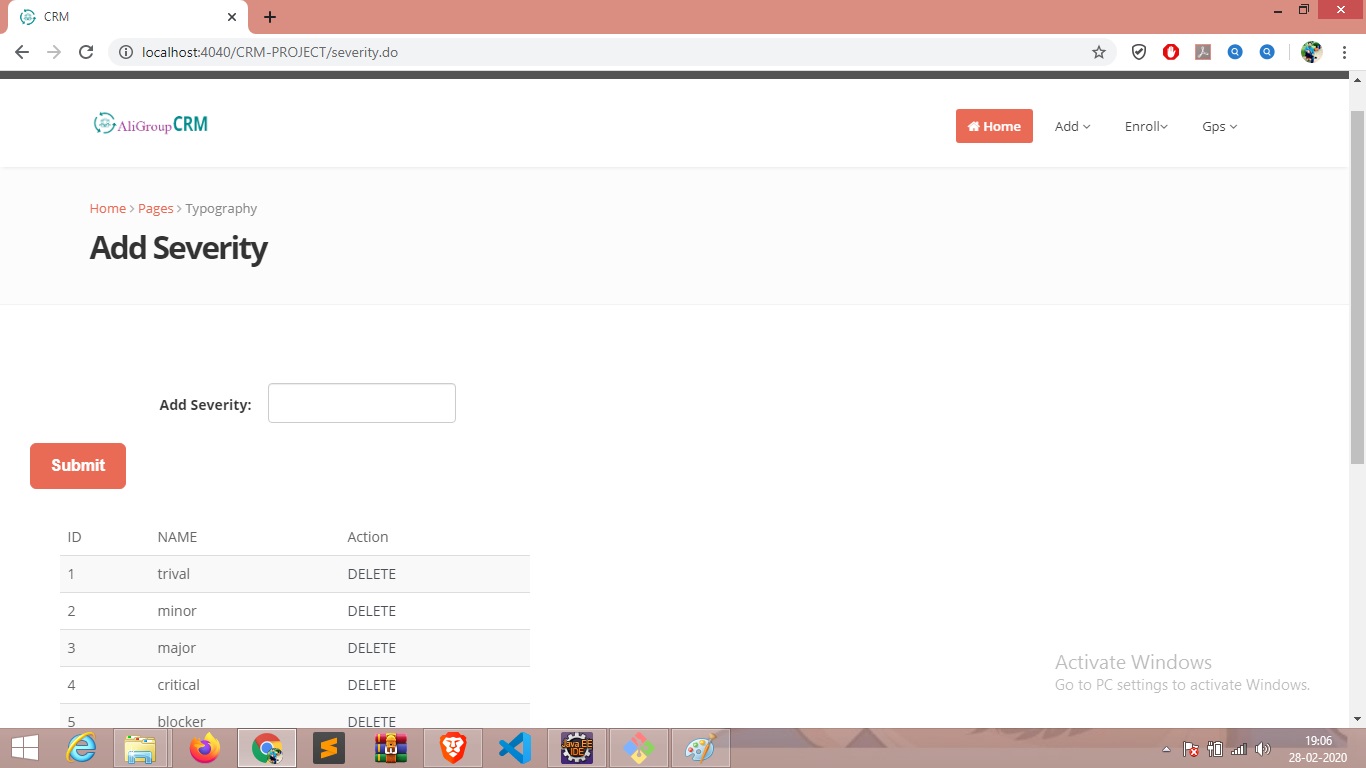 CRM
localhost:4040/CRM-PROJECT/severity.do
AliGroup CRM
Home Add Enroll Gps
Home > Pages > Typography
Add Severity
Add Severity:
Submit
ID NAME Action
1 trival DELETE
2 minor DELETE
3 major DELETE
4 critical DELETE
5 blocker DELETE
Activate Windows
Go to PC settings to activate Windows.
Java EE
IDE
19:06
28-02-2020